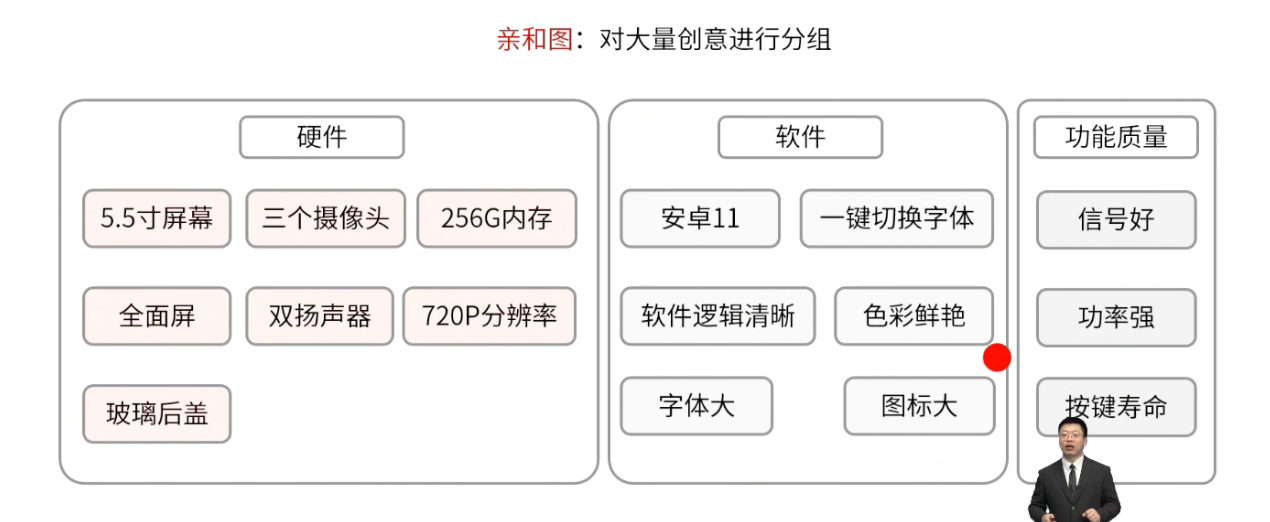 亲和图：对大量创意进行分组
硬件
5.5寸屏幕
三个摄像头
256G内存
全面屏
双扬声器
720P分辨率
玻璃后盖
软件
安卓11
一键切换字体
软件逻辑清晰
色彩鲜艳
字体大
图标大
功能质量
信号好
功率强
按键寿命